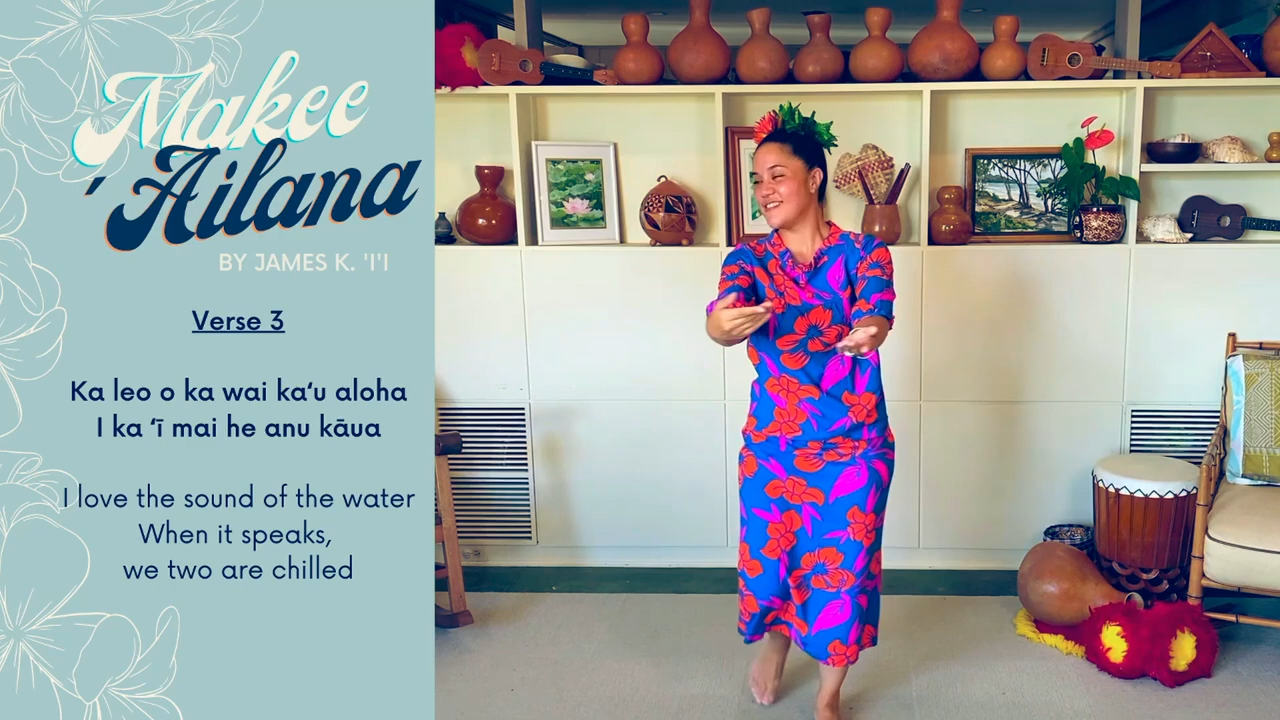 Makee
'Ailana
BY JAMES K. 'I'I
Verse 3
Ka leo o ka wai ka‘u aloha
I ka ‘ī mai he anu kāua
I love the sound of the water
When it speaks,
we two are chilled